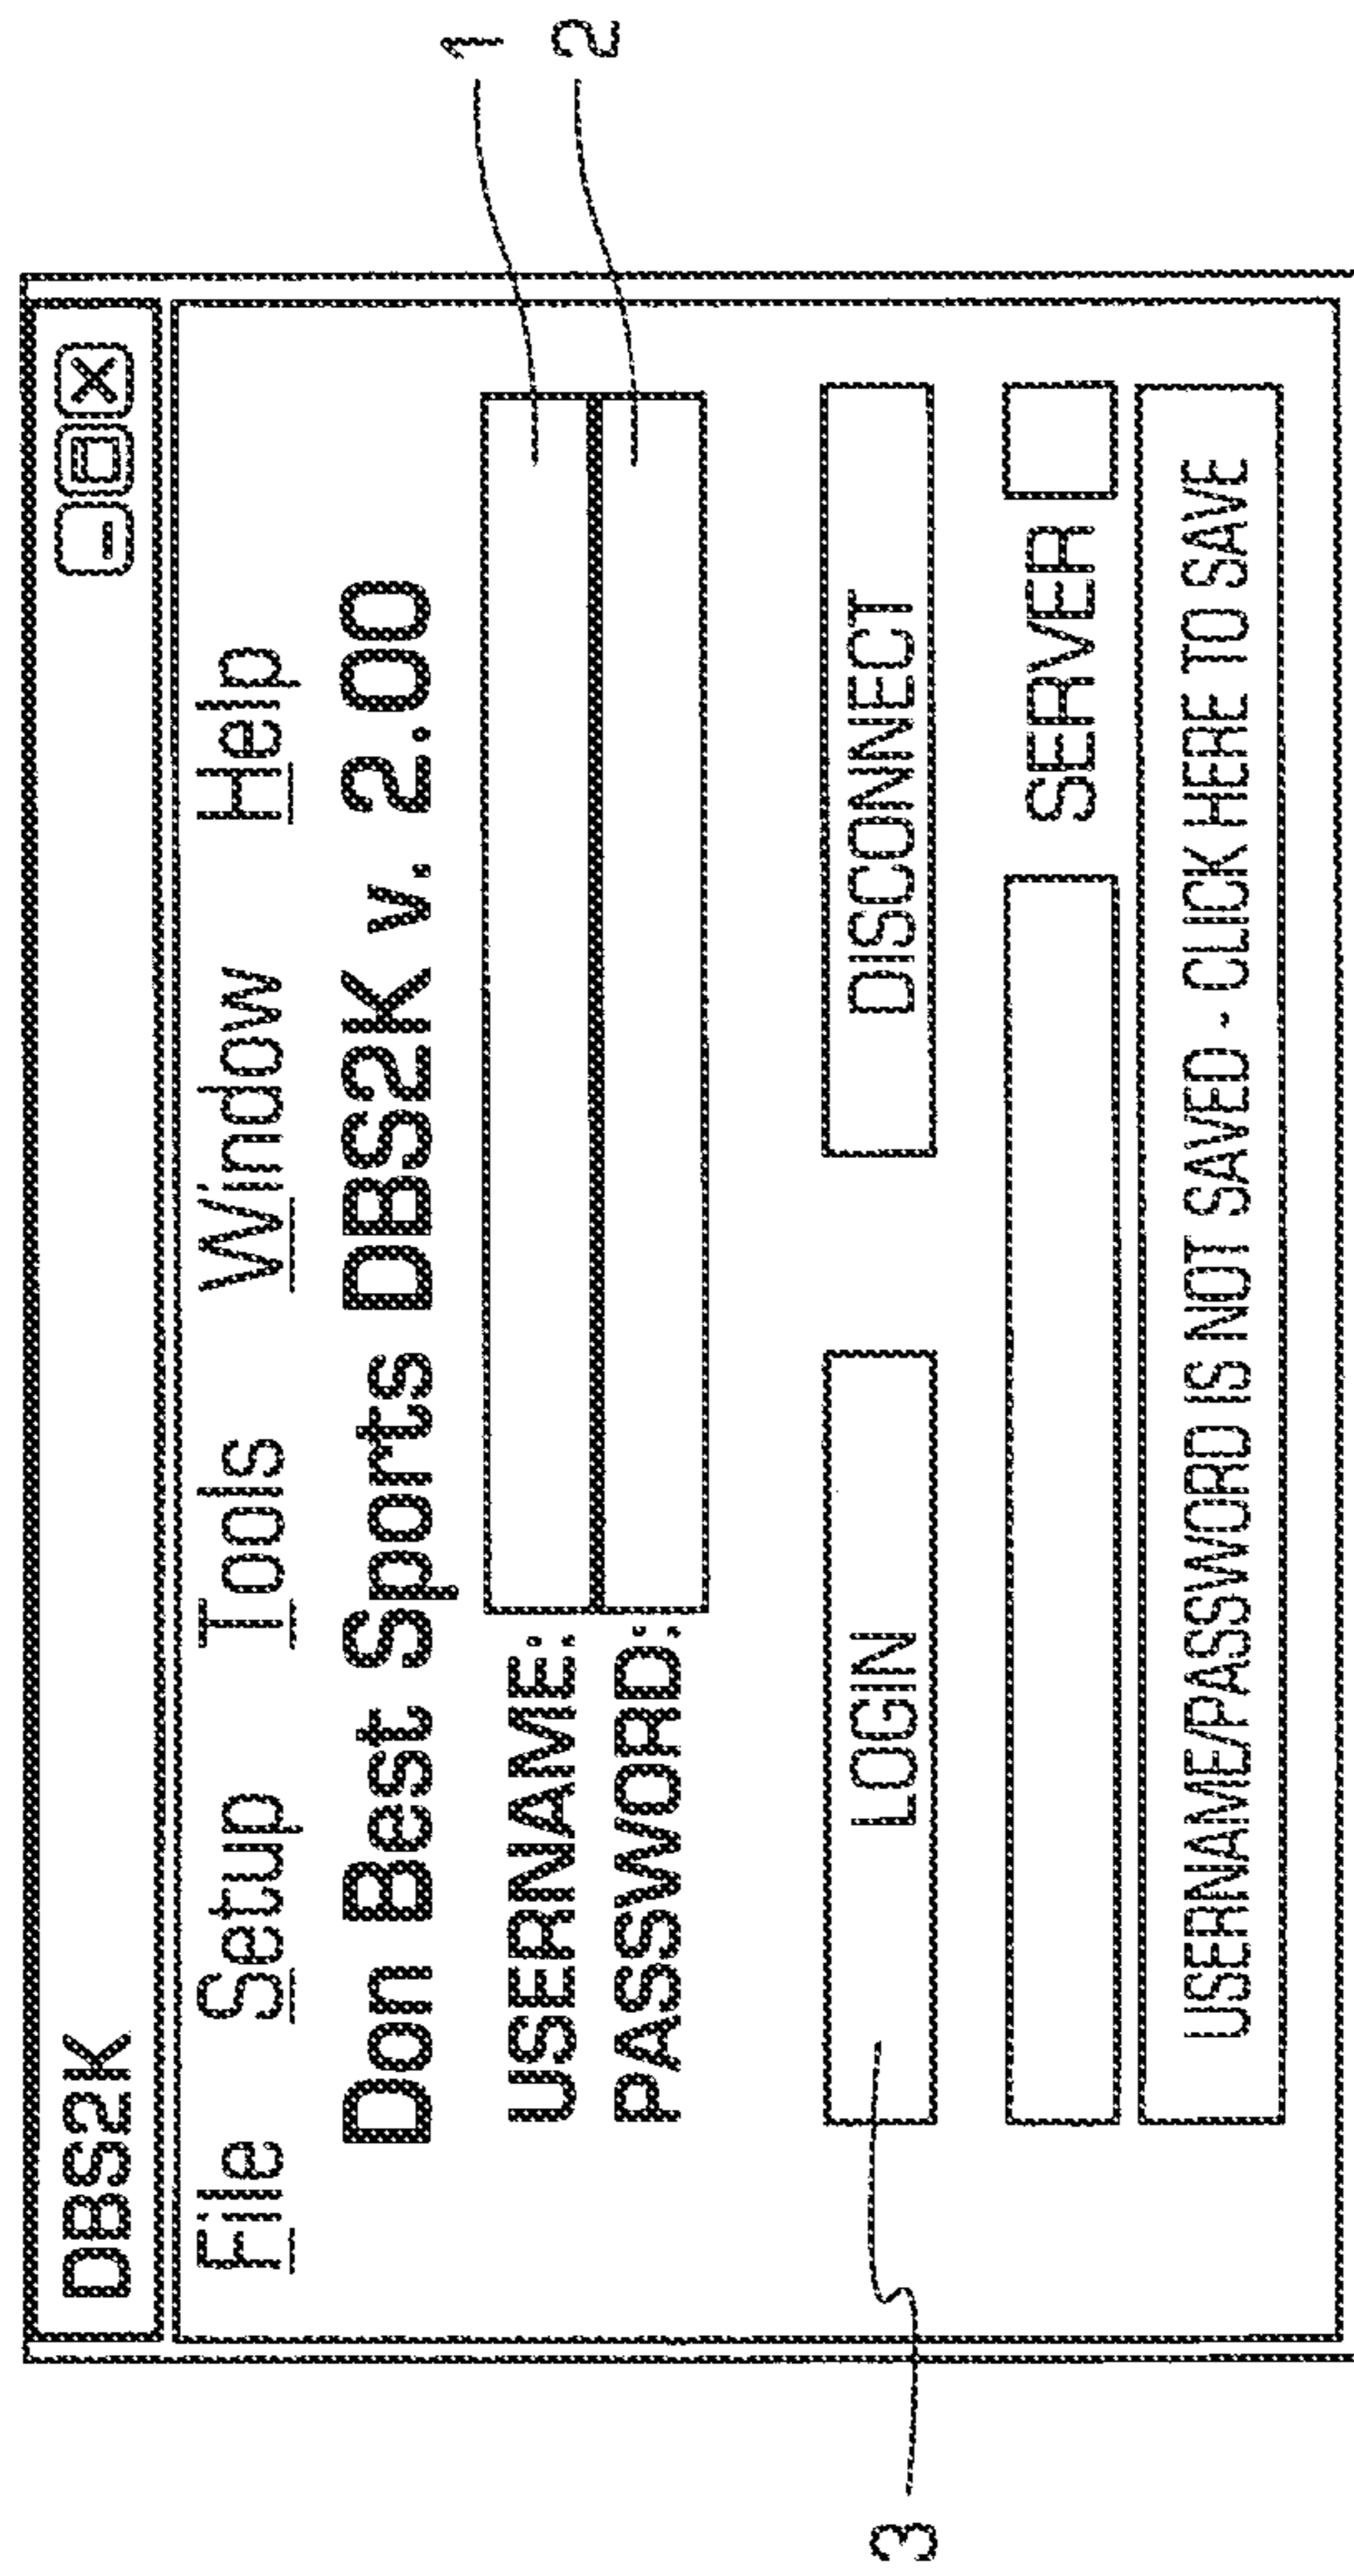 DBS2K
File Setup Tools Window Help
Don Best Sports DBS2K v. 2.00
USERNAME: 1
PASSWORD: 2
3 LOGIN DISCONNECT
SERVER
USERNAME/PASSWORD IS NOT SAVED - CLICK HERE TO SAVE